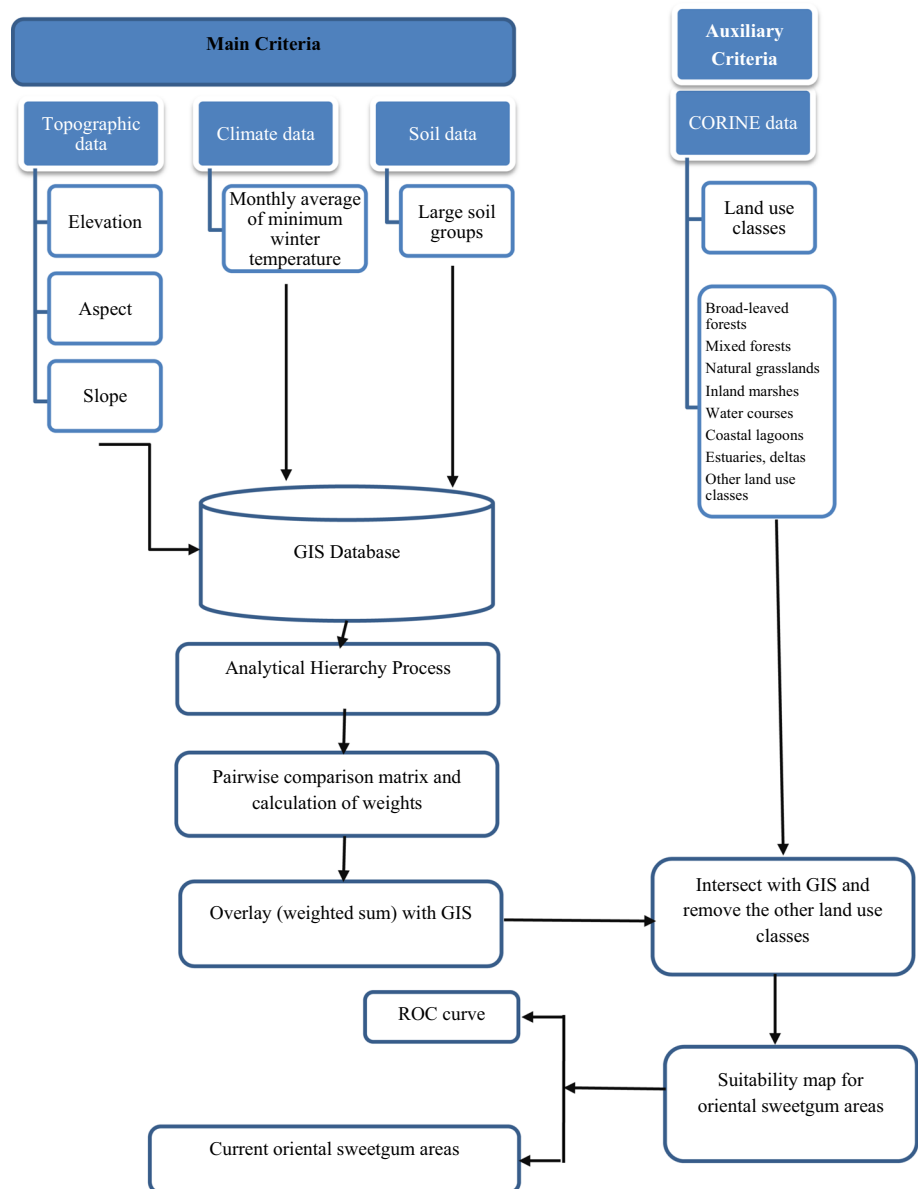 Main Criteria
Auxiliary
Criteria
Topographic
data
Climate data
Soil data
CORINE data
Elevation
Monthly average
of minimum
winter
temperature
Large soil
groups
Land use
classes
Aspect
Slope
Broad-leaved
forests
Mixed forests
Natural grasslands
Inland marshes
Water courses
Coastal lagoons
Estuaries, deltas
Other land use
classes
GIS Database
Analytical Hierarchy Process
Pairwise comparison matrix and
calculation of weights
Overlay (weighted sum) with GIS
Intersect with GIS and
remove the other land use
classes
ROC curve
Suitability map for
oriental sweetgum areas
Current oriental sweetgum areas